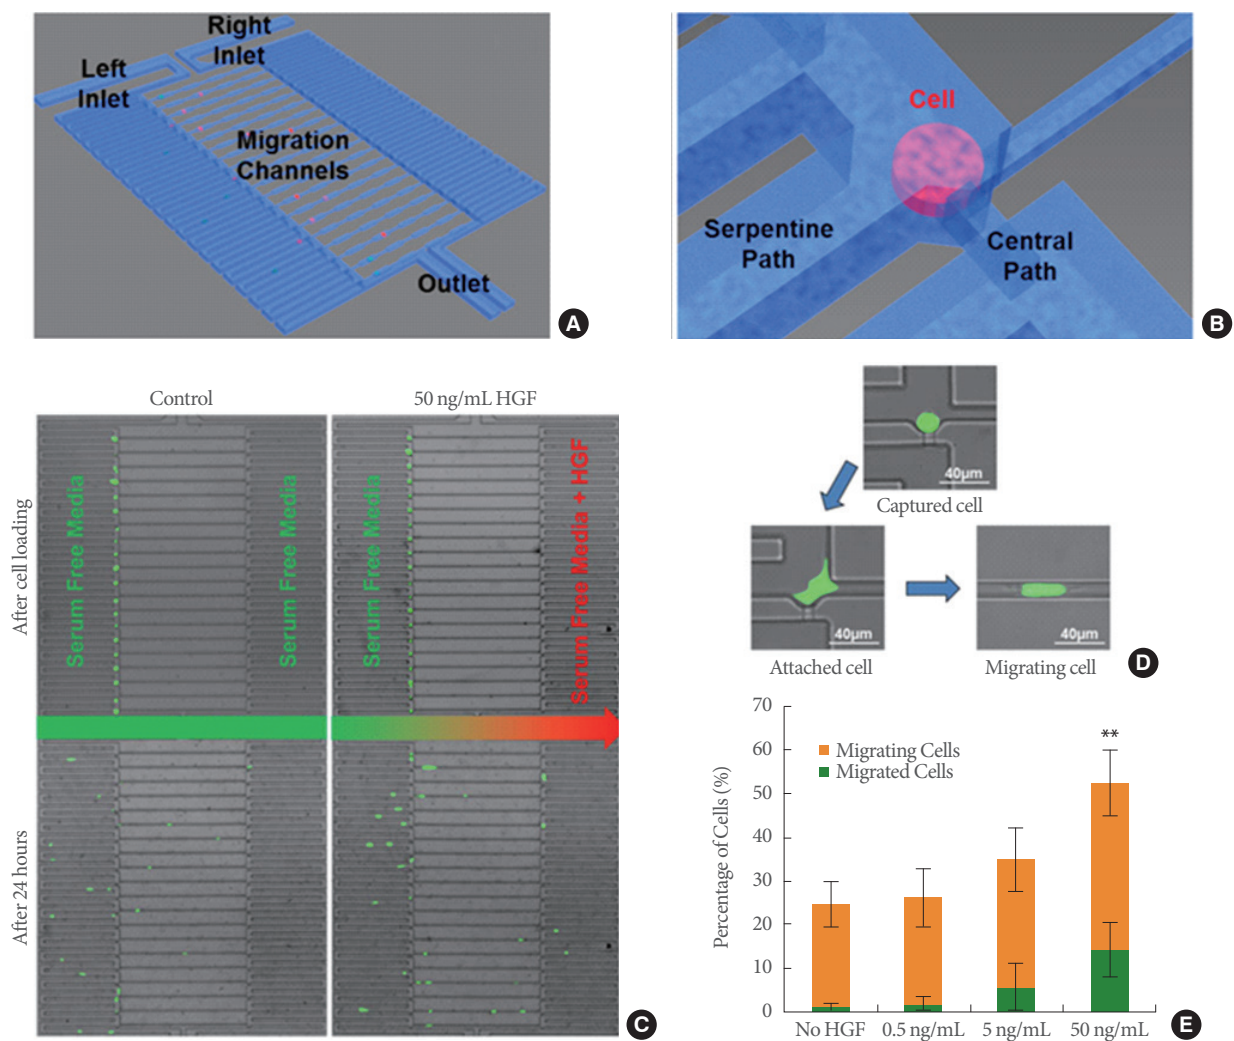 Right
Inlet
Left
Inlet
Migration
Channels
Outlet
A
Cell
Serpentine
Path
Central
Path
B
Control
50 ng/mL HGF
After cell loading
Serum Free Media
Serum Free Media
Serum Free Media
Serum Free Media + HGF
After 24 hours
C
40μm
Captured cell
40μm
Attached cell
40μm
Migrating cell
D
Percentage of Cells (%)
70
60
50
40
30
20
10
0
Migrating Cells
Migrated Cells
**
No HGF
0.5 ng/mL
5 ng/mL
50 ng/mL
E